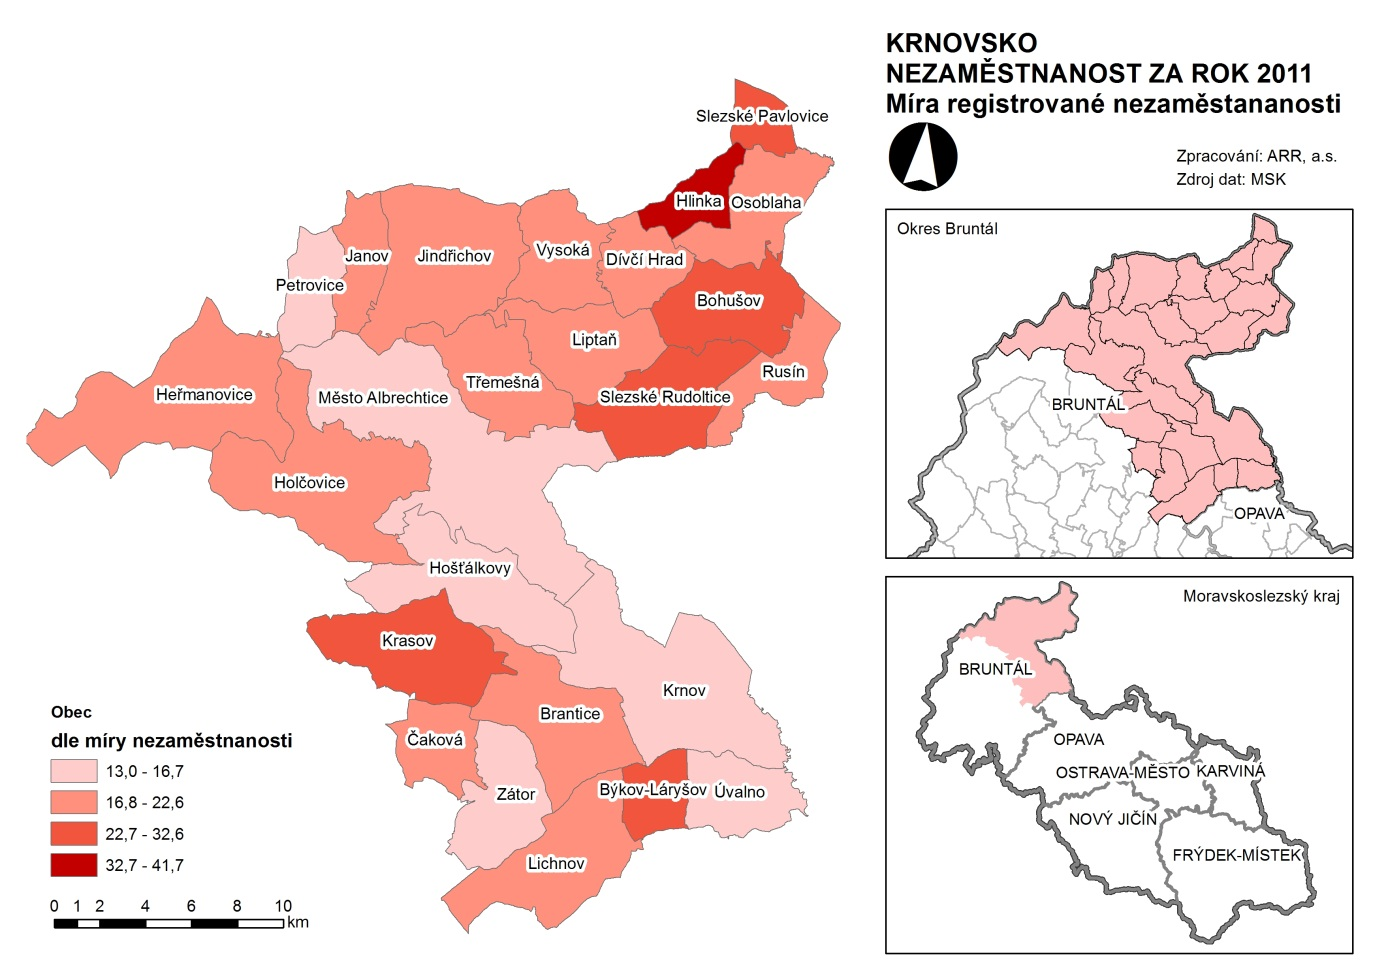 KRNOVSKO
NEZAMĚSTNANOST ZA ROK 2011
Míra registrované nezaměstananosti
Zpracování: ARR, a.s.
Zdroj dat: MSK
Slezské Pavlovice
Hlinka
Osoblaha
Janov
Jindřichov
Vysoká
Dívčí Hrad
Petrovice
Bohušov
Liptaň
Rusín
Heřmanovice
Město Albrechtice
Třemešná
Slezské Rudoltice
Holčovice
Hošťálkovy
Krasov
Krnov
Brantice
Čaková
Zátor
Býkov-Láryšov
Úvalno
Lichnov
Obec
dle míry nezaměstnanosti
13,0 - 16,7
16,8 - 22,6
22,7 - 32,6
32,7 - 41,7
0 1 2 4 6 8 10
km
Okres Bruntál
BRUNTÁL
OPAVA
Moravskoslezský kraj
BRUNTÁL
OPAVA
OSTRAVA-MĚSTO
KARVINÁ
NOVÝ JIČÍN
FRÝDEK-MÍSTEK